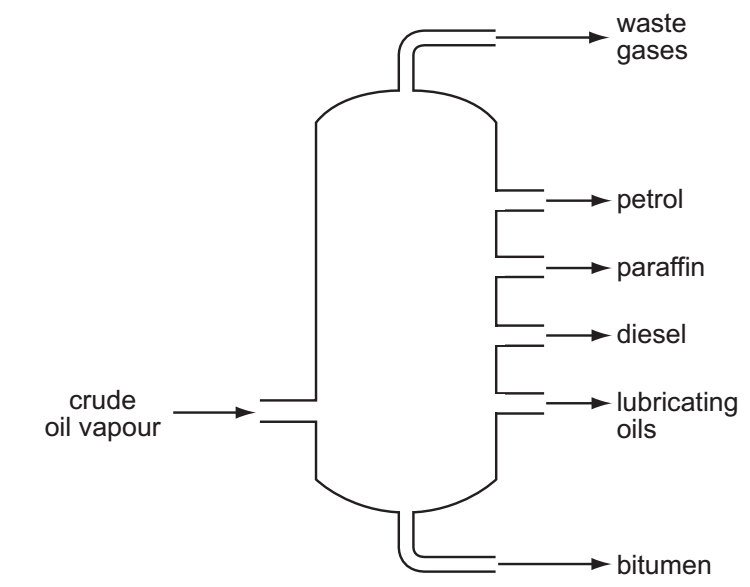 waste
gases
petrol
paraffin
diesel
crude
oil vapour
lubricating
oils
bitumen